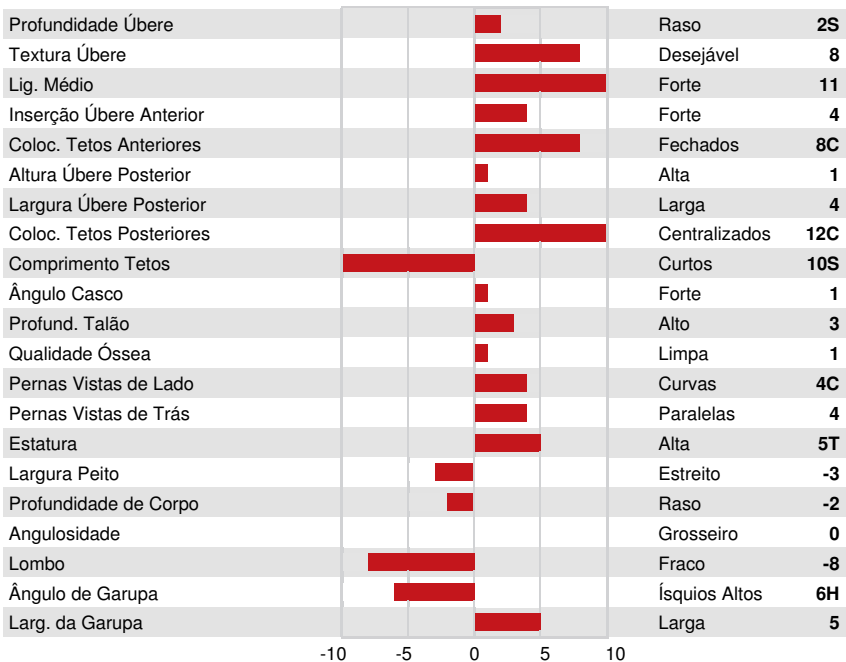 Profundidade Úbere Raso 2S
Textura Úbere Desejável 8
Lig. Médio Forte 11
Inserção Úbere Anterior Forte 4
Coloc. Tetos Anteriores Fechados 8C
Altura Úbere Posterior Alta 1
Largura Úbere Posterior Larga 4
Coloc. Tetos Posteriores Centralizados 12C
Comprimento Tetos Curtos 10S
Ângulo Casco Forte 1
Profund. Talão Alto 3
Qualidade Óssea Limpa 1
Pernas Vistas de Lado Curvas 4C
Pernas Vistas de Trás Paralelas 4
Estatura Alta 5T
Largura Peito Estreito -3
Profundidade de Corpo Raso -2
Angulosidade Grosseiro 0
Lombo Fraco -8
Ângulo de Garupa Ísquios Altos 6H
Larg. da Garupa Larga 5
-10 -5 0 5 10